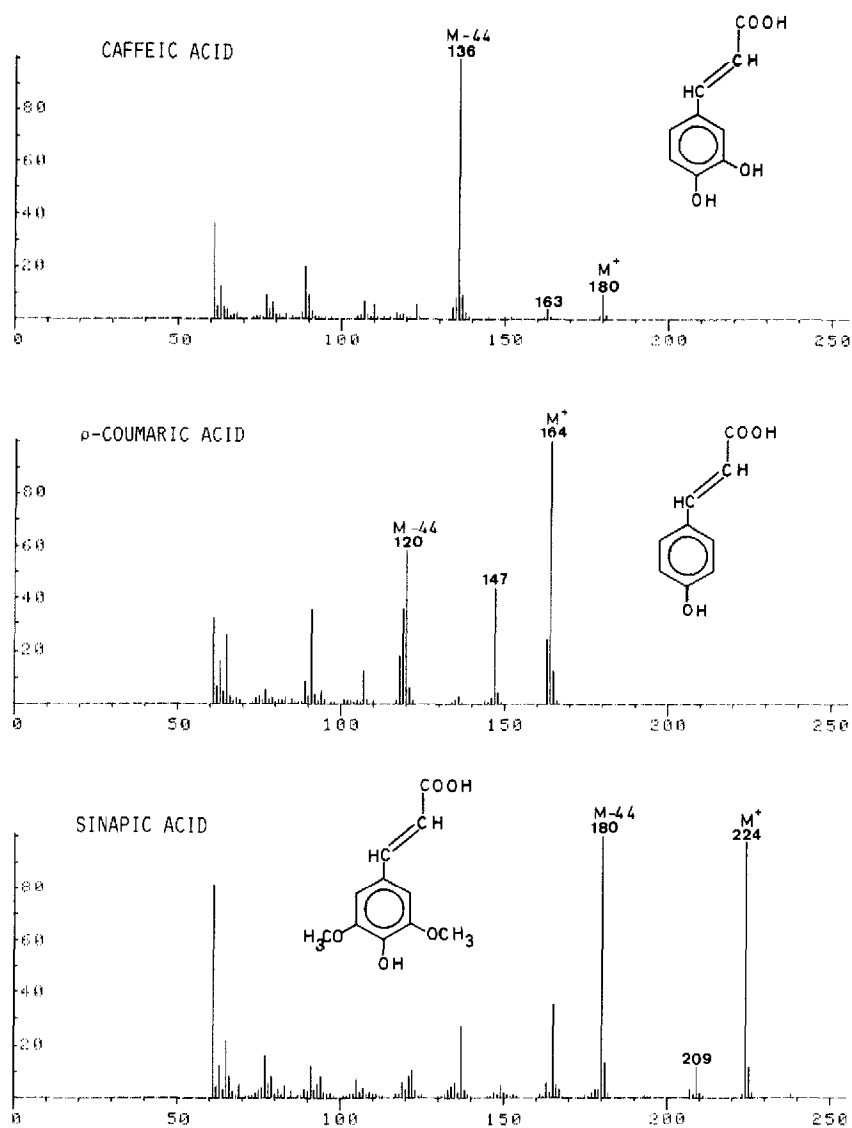 CAFFEIC ACID
M-44
136
COOH
CH
HC
OH
OH
M+
180
163
80
60
40
20
0 50 100 150 200 250
ρ-COUMARIC ACID
M+
164
COOH
CH
HC
OH
M-44
120
147
80
60
40
20
0 50 100 150 200 250
SINAPIC ACID
COOH
CH
HC
H3CO
OCH3
OH
M-44
180
M+
224
209
80
60
40
20
0 50 100 150 200 250